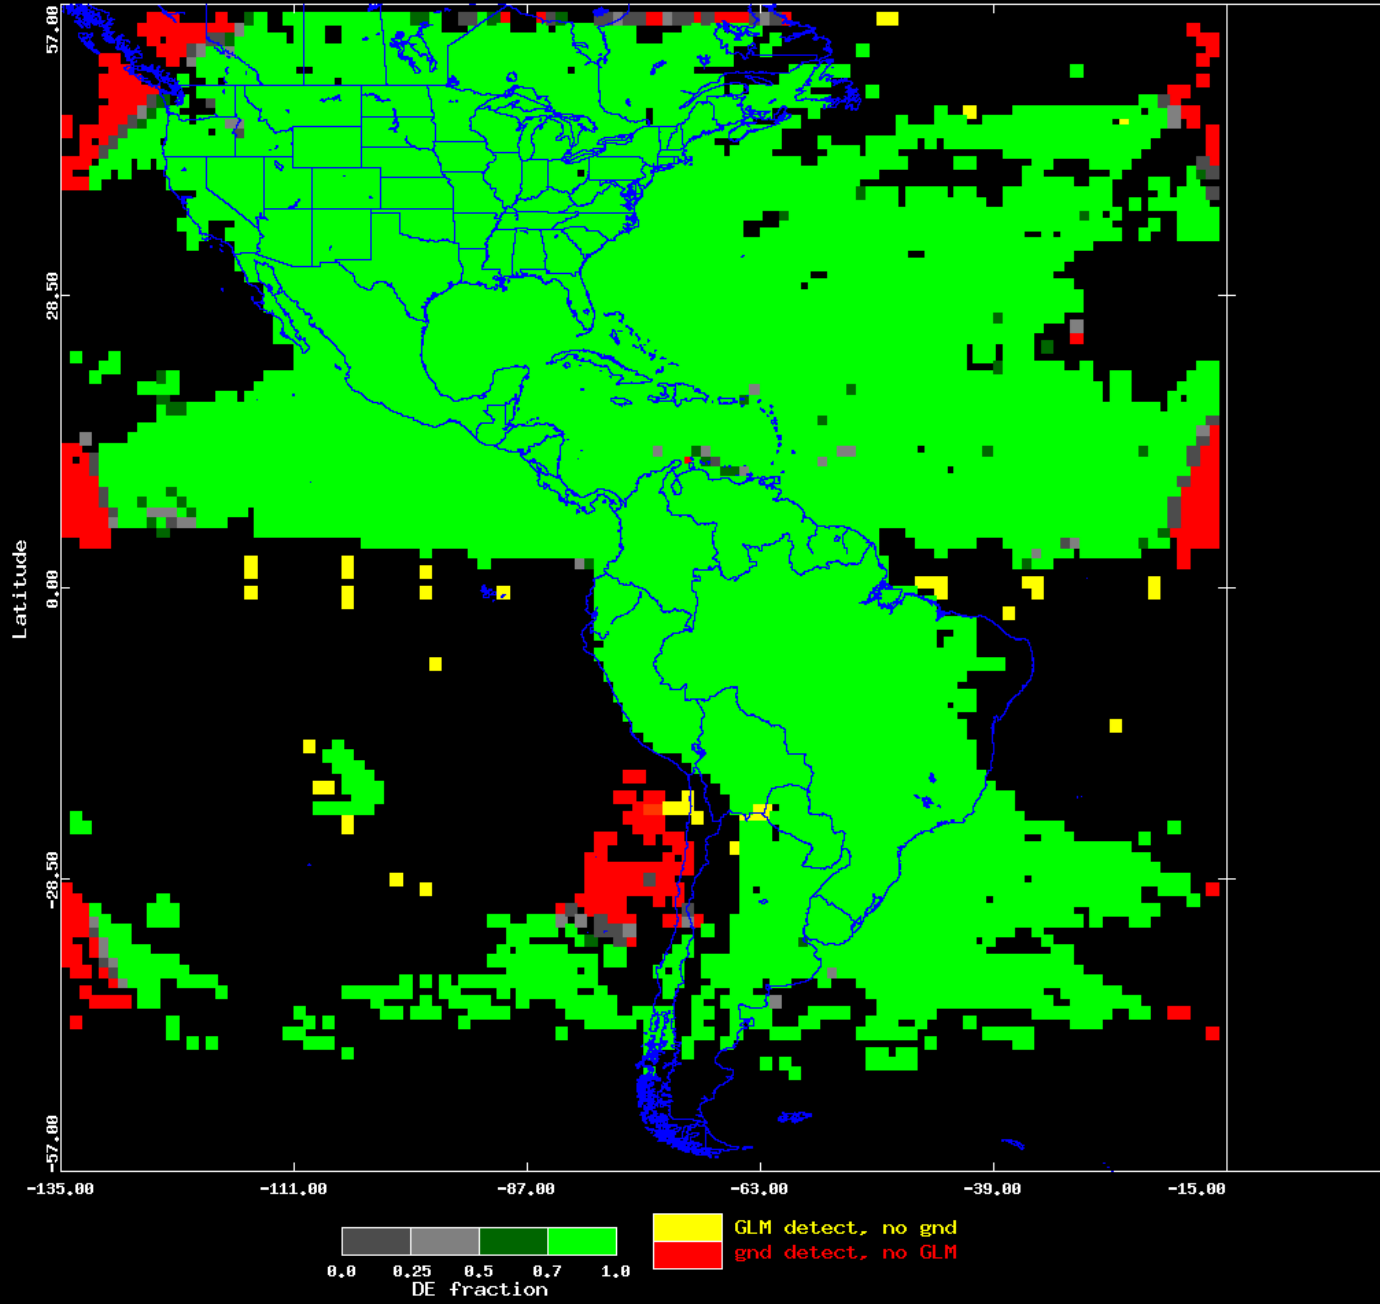 57.00
28.50
Latitude
0.00
-28.50
-57.00
-135.00 -111.00 -87.00 -63.00 -39.00 -15.00
GLM detect, no gnd
gnd detect, no GLM
0.0 0.25 0.5 0.7 1.0
DE fraction